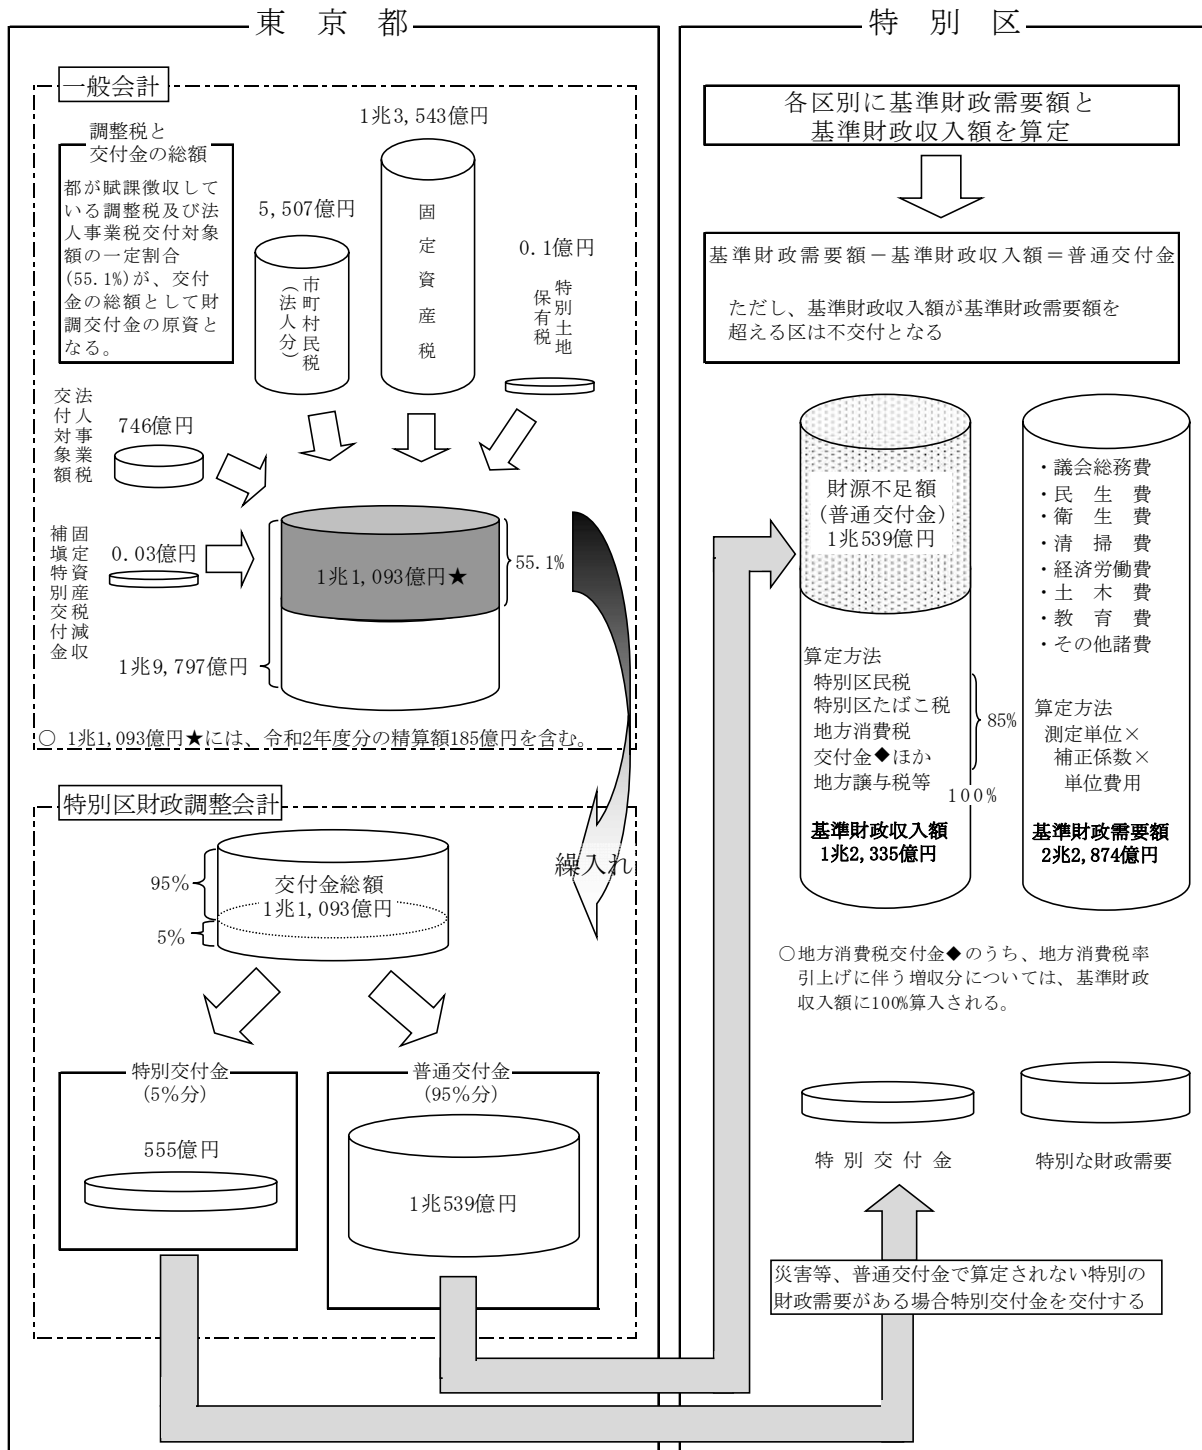 東 京 都
一般会計
調整税と
交付金の総額
都が賦課徴収して
いる調整税及び法
人事業税交付対象
額の一定割合
(55.1%)が、交付
金の総額として財
調交付金の原資と
なる。
5,507億円
市町村民税
(法人分)
1兆3,543億円
固定資産税
0.1億円
特別土地
保有税
法人事業税
交付対象額
746億円
固定資産税減収
補塡特別交付金
0.03億円
1兆1,093億円★
55.1%
1兆9,797億円
○ 1兆1,093億円★には、令和2年度分の精算額185億円を含む。
特別区財政調整会計
繰入れ
95%
5%
交付金総額
1兆1,093億円
特別交付金
(5%分)
555億円
普通交付金
(95%分)
1兆539億円
特 別 区
各区別に基準財政需要額と
基準財政収入額を算定
基準財政需要額－基準財政収入額＝普通交付金
ただし、基準財政収入額が基準財政需要額を
超える区は不交付となる
財源不足額
(普通交付金)
1兆539億円
算定方法
特別区民税
特別区たばこ税
地方消費税
交付金◆ほか
地方譲与税等
85%
100%
基準財政収入額
1兆2,335億円
・議会総務費
・民 生 費
・衛 生 費
・清 掃 費
・経済労働費
・土 木 費
・教 育 費
・その他諸費
算定方法
測定単位×
補正係数×
単位費用
基準財政需要額
2兆2,874億円
○地方消費税交付金◆のうち、地方消費税率
引上げに伴う増収分については、基準財政
収入額に100%算入される。
特 別 交 付 金
特別な財政需要
災害等、普通交付金で算定されない特別の
財政需要がある場合特別交付金を交付する